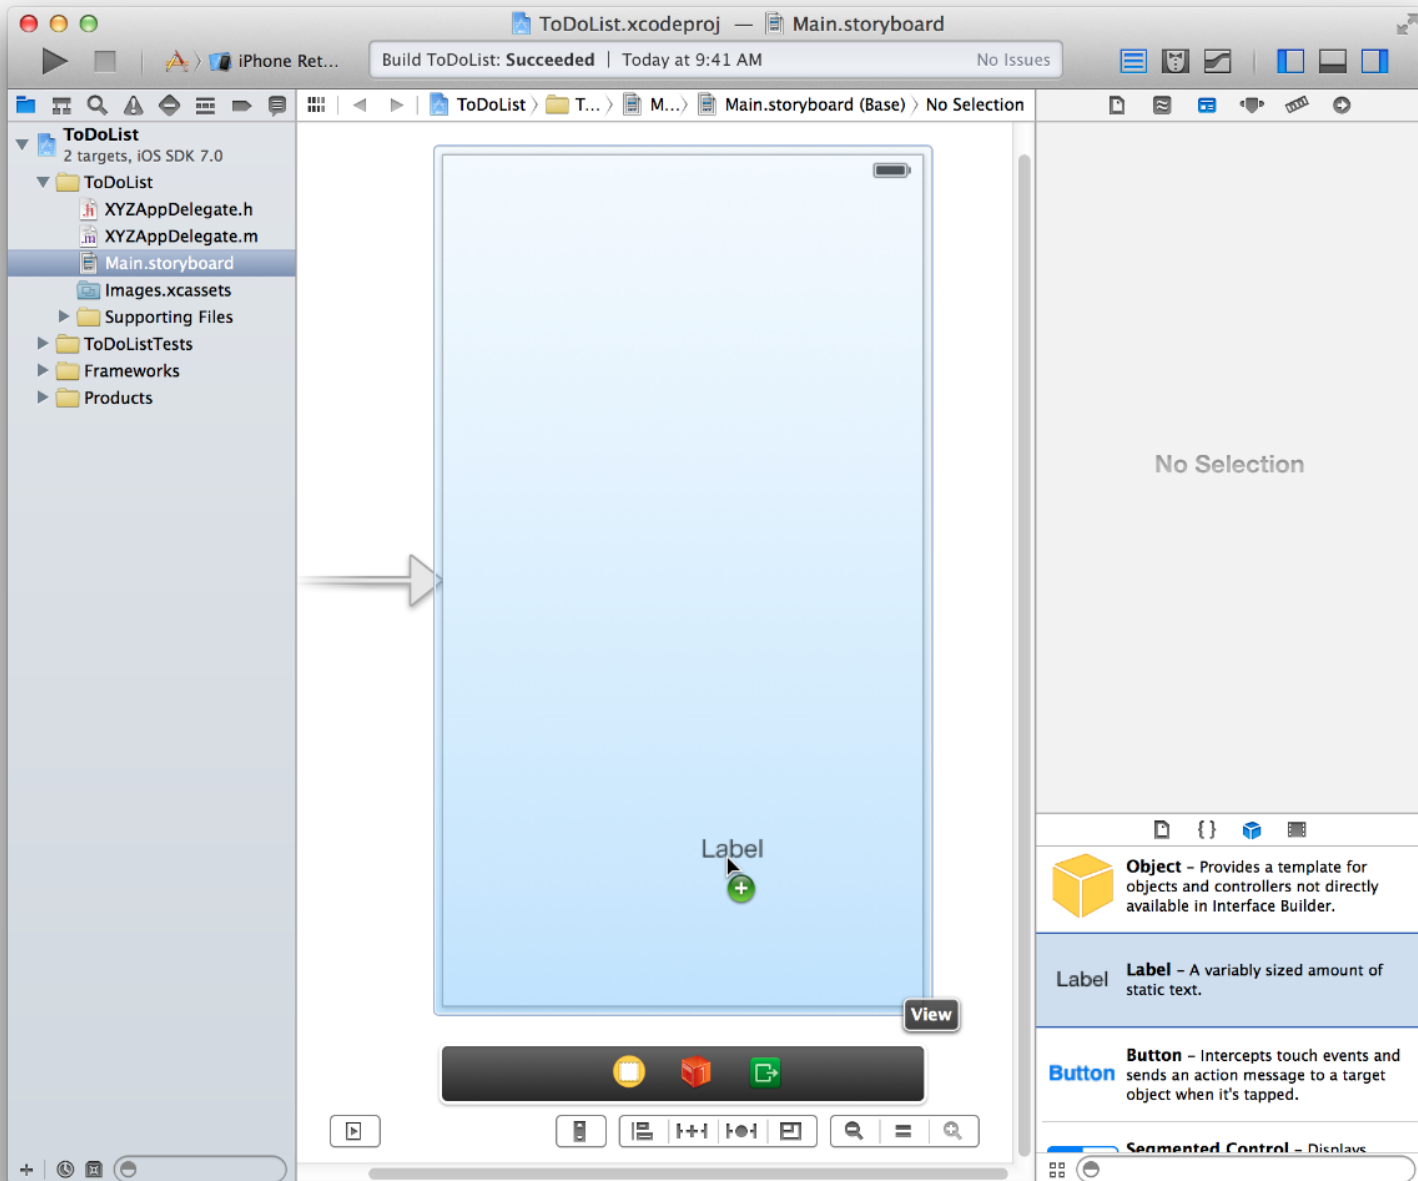 ToDoList.xcodeproj — Main.storyboard
iPhone Ret...
Build ToDoList: Succeeded | Today at 9:41 AM
No Issues
ToDoList
T...
M...
Main.storyboard (Base)
No Selection
ToDoList
2 targets, iOS SDK 7.0
ToDoList
XYZAppDelegate.h
XYZAppDelegate.m
Main.storyboard
Images.xcassets
Supporting Files
ToDoListTests
Frameworks
Products
Label
View
No Selection
Object – Provides a template for
objects and controllers not directly
available in Interface Builder.
Label
Label – A variably sized amount of
static text.
Button
Button – Intercepts touch events and
sends an action message to a target
object when it's tapped.
Segmented Control – Displays